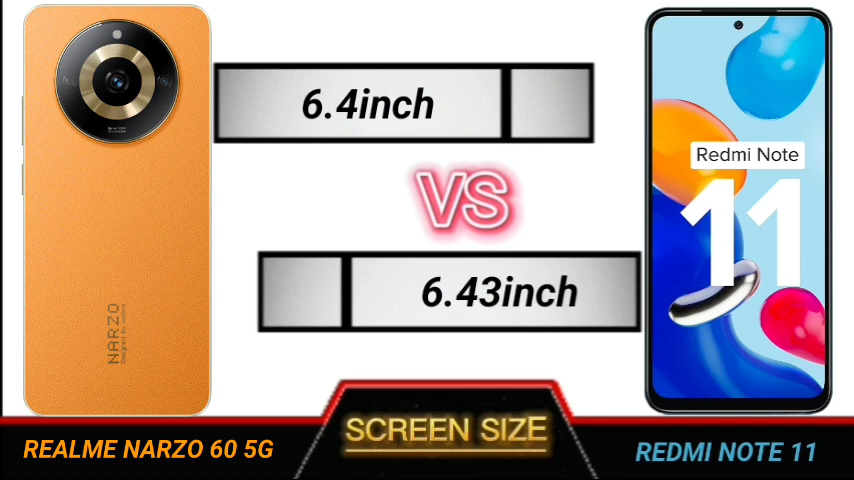 6.4inch
VS
6.43inch
Redmi Note
11
NARZO
REALME NARZO 60 5G
SCREEN SIZE
REDMI NOTE 11